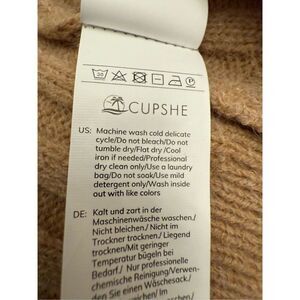 CUPSHE
US: Machine wash cold delicate
cycle/Do not bleach/Do not
tumble dry/Flat dry /Cool
iron if needed/Professional
dry clean only/Use a laundry
bag/Do not soak/Use mild
detergent only/Wash inside
out with like colors
DE: Kalt und zart in der
Maschinenwäsche waschen./
Nicht bleichen./ Nicht im
Trockner trocknen./ Liegend
trocknen/Mit geringer
Temperatur bügeln bei
Bedarf./ Nur professionelle
chemische Reinigung/Verwen-
den Sie einen